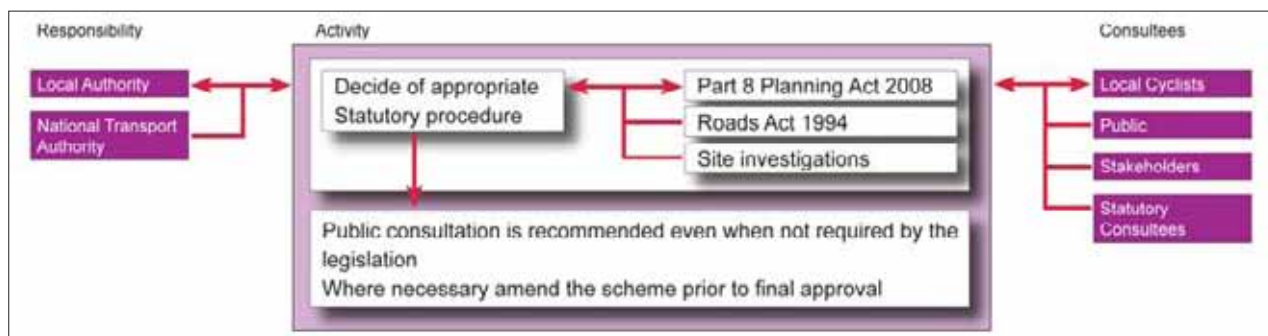 Responsibility
Activity
Consultees
Local Authority
National Transport
Authority
Decide of appropriate
Statutory procedure
Part 8 Planning Act 2008
Roads Act 1994
Site investigations
Public consultation is recommended even when not required by the
legislation
Where necessary amend the scheme prior to final approval
Local Cyclists
Public
Stakeholders
Statutory
Consultees